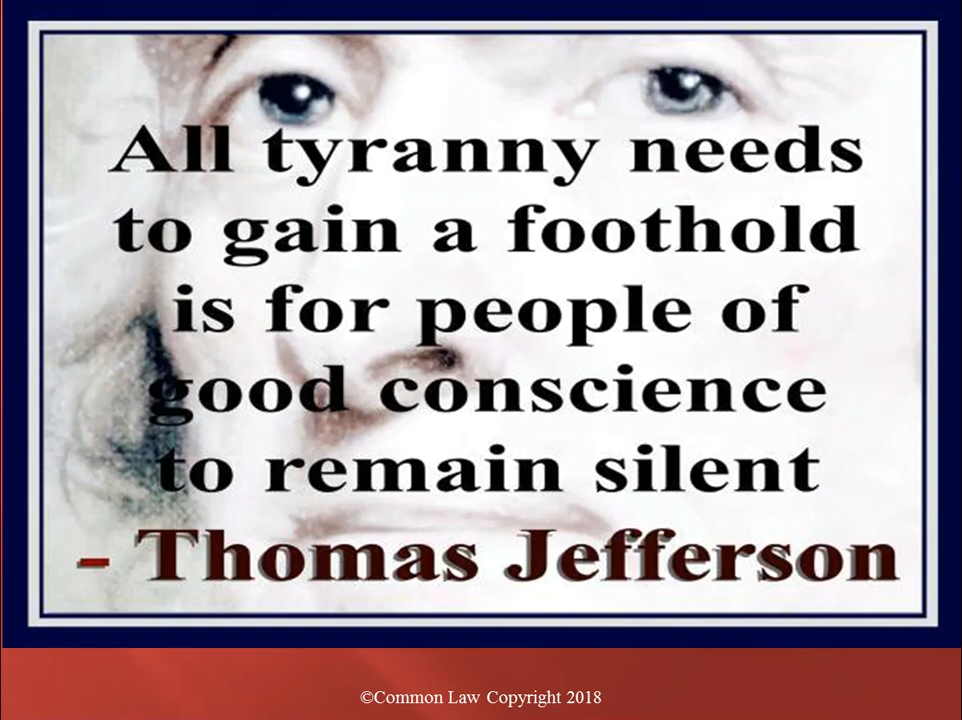 All tyranny needs
to gain a foothold
is for people of
good conscience
to remain silent
- Thomas Jefferson
©Common Law Copyright 2018